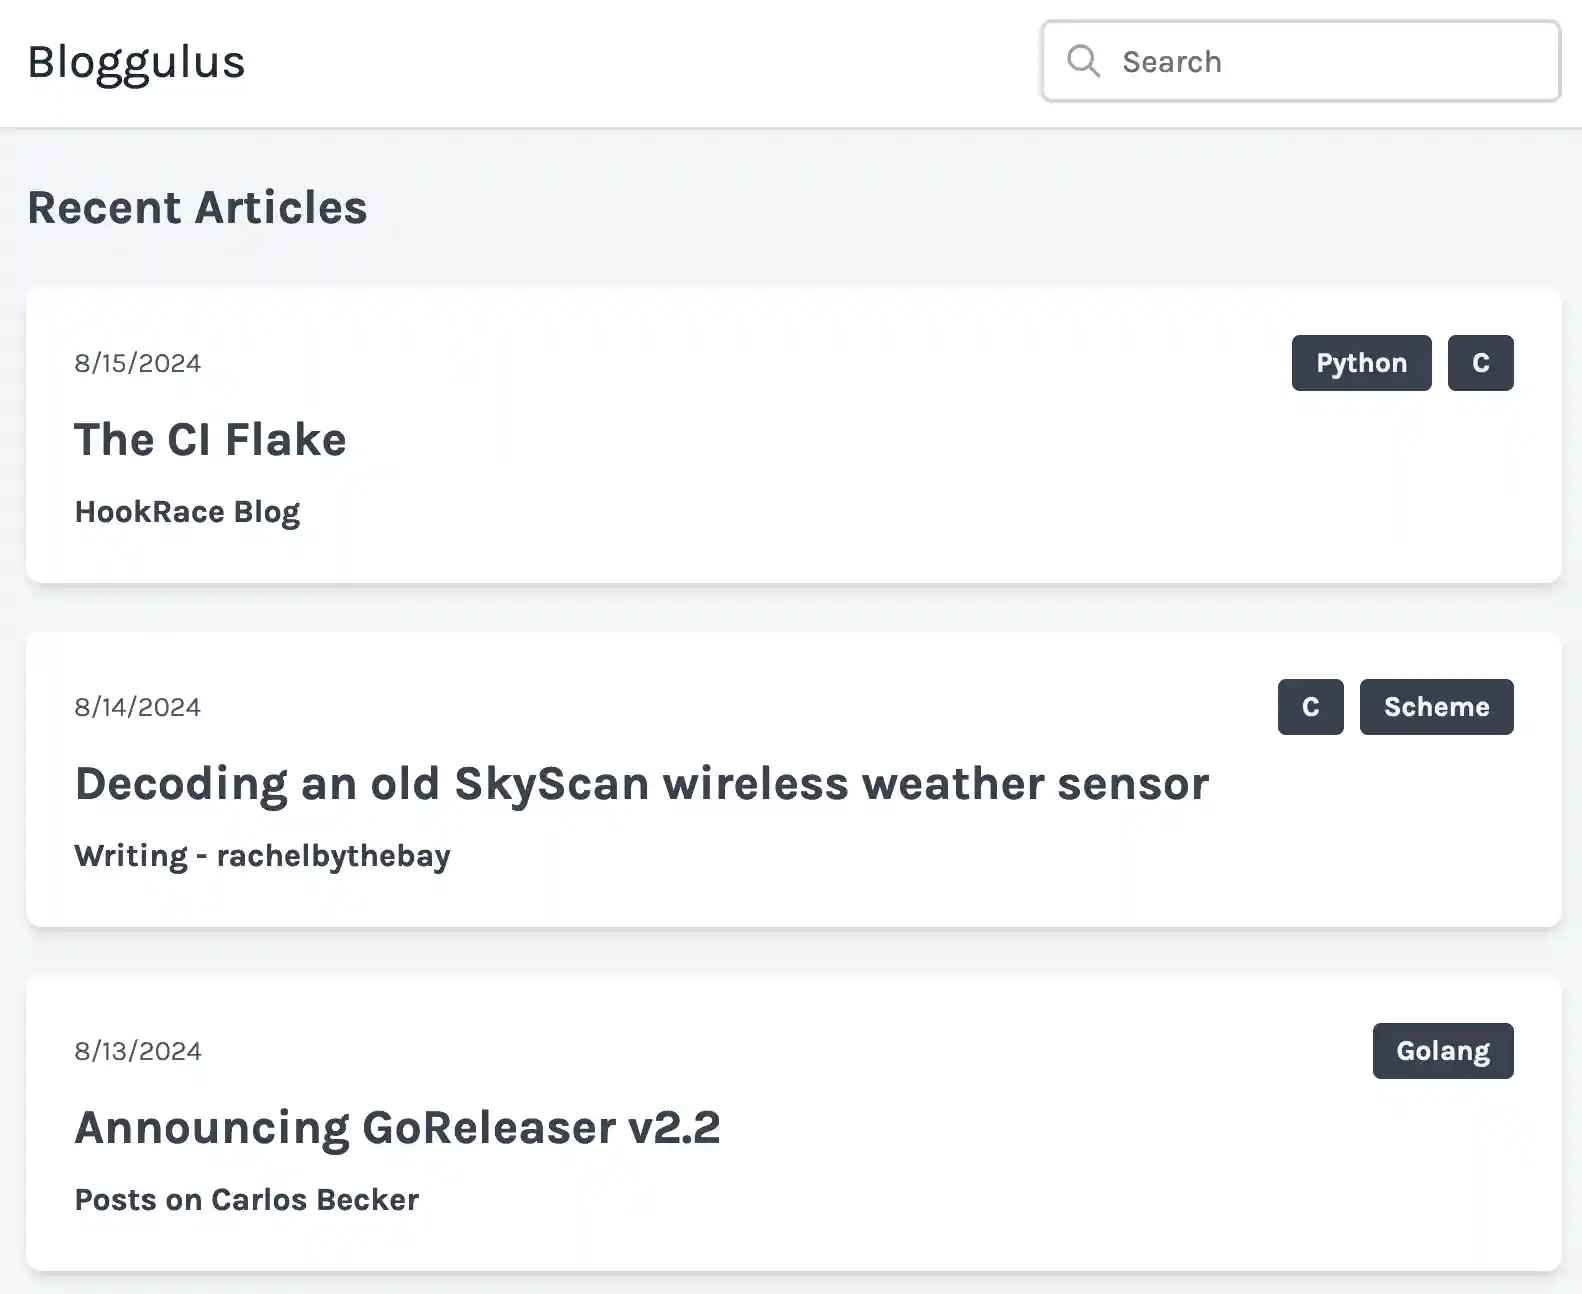 Bloggulus
Search
Recent Articles
8/15/2024
Python
C
The CI Flake
HookRace Blog
8/14/2024
C
Scheme
Decoding an old SkyScan wireless weather sensor
Writing - rachelbythebay
8/13/2024
Golang
Announcing GoReleaser v2.2
Posts on Carlos Becker